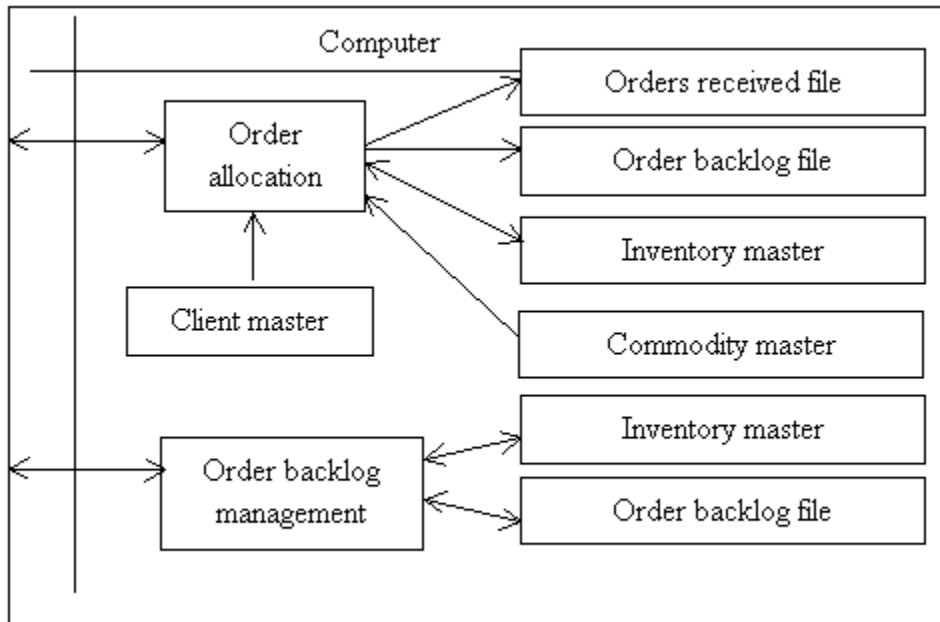 Computer
Orders received file
Order
allocation
Order backlog file
Inventory master
Client master
Commodity master
Inventory master
Order backlog
management
Order backlog file